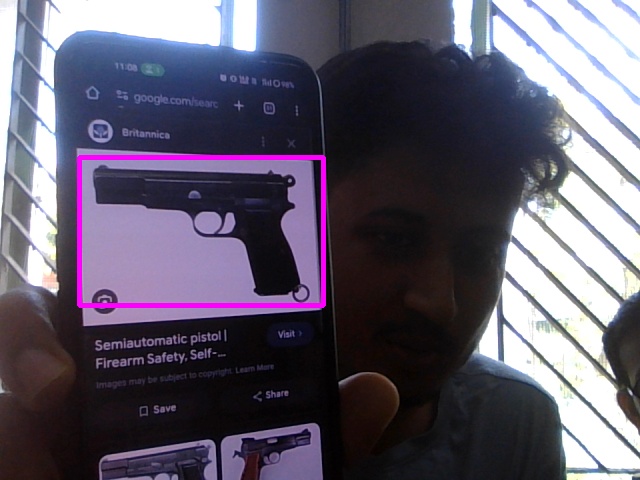 11:08
98%
google.com/searc
Britannica
Semiautomatic pistol |
Firearm Safety, Self-...
Visit >
Images may be subject to copyright. Learn More
Save
Share